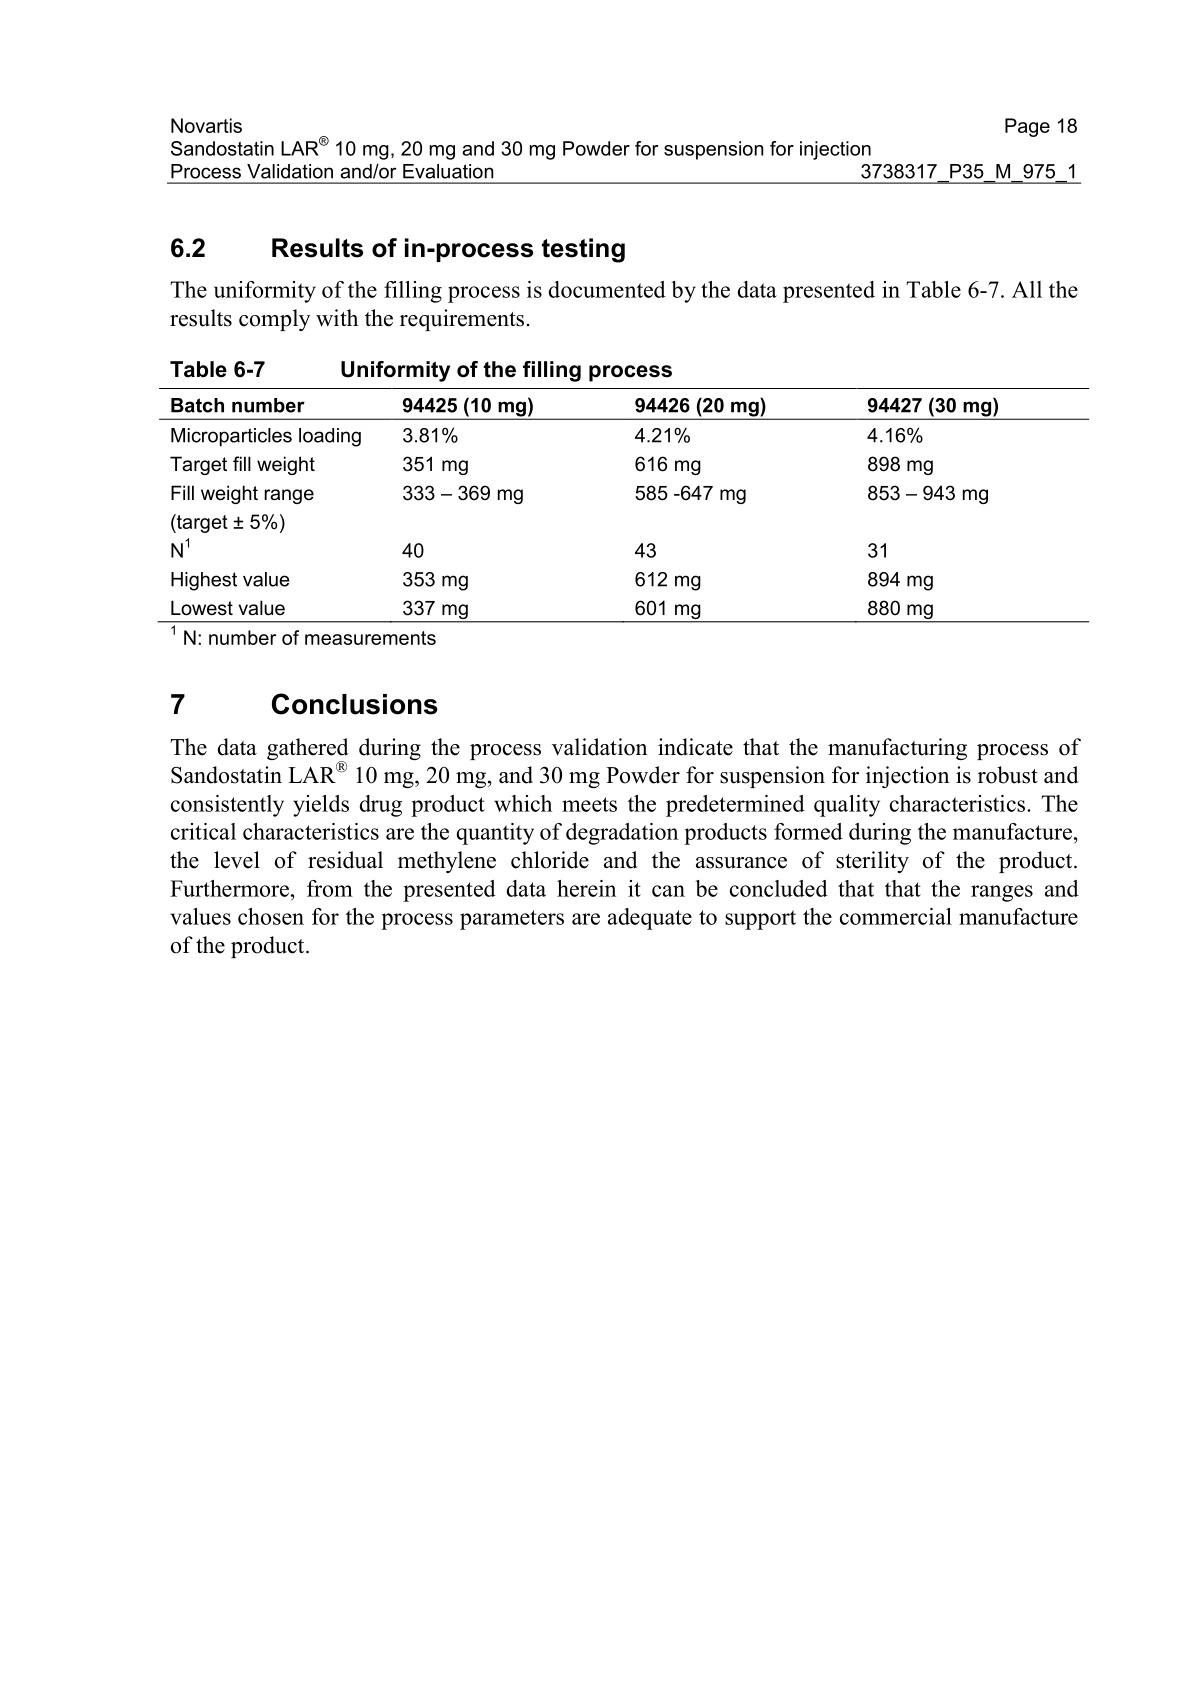 Novartis Page 18
Sandostatin LAR® 10 mg, 20 mg and 30 mg Powder for suspension for injection
Process Validation and/or Evaluation 3738317_P35_M_975_1
6.2 Results of in-process testing
The uniformity of the filling process is documented by the data presented in Table 6-7. All the
results comply with the requirements.
Table 6-7 Uniformity of the filling process
Batch number 94425 (10 mg) 94426 (20 mg) 94427 (30 mg)
Microparticles loading 3.81% 4.21% 4.16%
Target fill weight 351 mg 616 mg 898 mg
Fill weight range 333 – 369 mg 585 -647 mg 853 – 943 mg
(target ± 5%)
N1 40 43 31
Highest value 353 mg 612 mg 894 mg
Lowest value 337 mg 601 mg 880 mg
1 N: number of measurements
7 Conclusions
The data gathered during the process validation indicate that the manufacturing process of
Sandostatin LAR® 10 mg, 20 mg, and 30 mg Powder for suspension for injection is robust and
consistently yields drug product which meets the predetermined quality characteristics. The
critical characteristics are the quantity of degradation products formed during the manufacture,
the level of residual methylene chloride and the assurance of sterility of the product.
Furthermore, from the presented data herein it can be concluded that that the ranges and
values chosen for the process parameters are adequate to support the commercial manufacture
of the product.